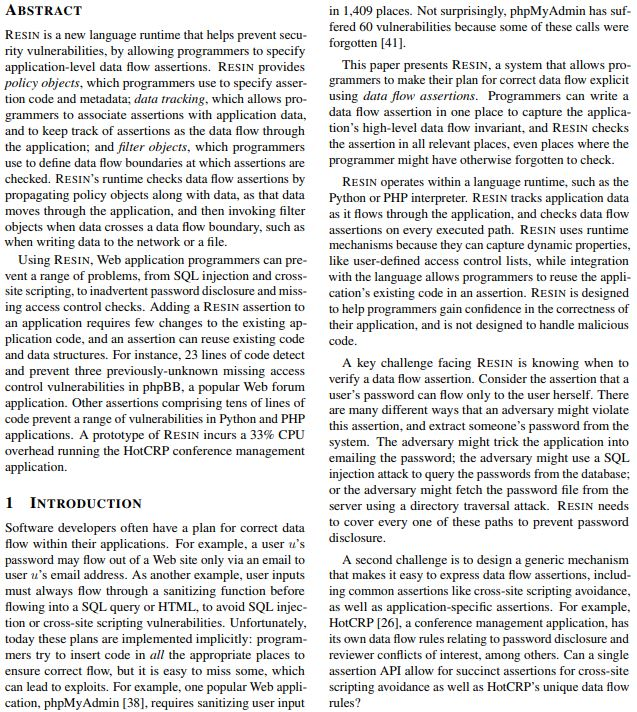 ABSTRACT
RESIN is a new language runtime that helps prevent secu-
rity vulnerabilities, by allowing programmers to specify
application-level data flow assertions. RESIN provides
policy objects, which programmers use to specify asser-
tion code and metadata; data tracking, which allows pro-
grammers to associate assertions with application data,
and to keep track of assertions as the data flow through
the application; and filter objects, which programmers
use to define data flow boundaries at which assertions are
checked. RESIN's runtime checks data flow assertions by
propagating policy objects along with data, as that data
moves through the application, and then invoking filter
objects when data crosses a data flow boundary, such as
when writing data to the network or a file.
Using RESIN, Web application programmers can pre-
vent a range of problems, from SQL injection and cross-
site scripting, to inadvertent password disclosure and miss-
ing access control checks. Adding a RESIN assertion to
an application requires few changes to the existing ap-
plication code, and an assertion can reuse existing code
and data structures. For instance, 23 lines of code detect
and prevent three previously-unknown missing access
control vulnerabilities in phpBB, a popular Web forum
application. Other assertions comprising tens of lines of
code prevent a range of vulnerabilities in Python and PHP
applications. A prototype of RESIN incurs a 33% CPU
overhead running the HotCRP conference management
application.
1 INTRODUCTION
Software developers often have a plan for correct data
flow within their applications. For example, a user u's
password may flow out of a Web site only via an email to
user u's email address. As another example, user inputs
must always flow through a sanitizing function before
flowing into a SQL query or HTML, to avoid SQL injec-
tion or cross-site scripting vulnerabilities. Unfortunately,
today these plans are implemented implicitly: program-
mers try to insert code in all the appropriate places to
ensure correct flow, but it is easy to miss some, which
can lead to exploits. For example, one popular Web appli-
cation, phpMyAdmin [38], requires sanitizing user input
in 1,409 places. Not surprisingly, phpMyAdmin has suf-
fered 60 vulnerabilities because some of these calls were
forgotten [41].
This paper presents RESIN, a system that allows pro-
grammers to make their plan for correct data flow explicit
using data flow assertions. Programmers can write a
data flow assertion in one place to capture the applica-
tion's high-level data flow invariant, and RESIN checks
the assertion in all relevant places, even places where the
programmer might have otherwise forgotten to check.
RESIN operates within a language runtime, such as the
Python or PHP interpreter. RESIN tracks application data
as it flows through the application, and checks data flow
assertions on every executed path. RESIN uses runtime
mechanisms because they can capture dynamic properties,
like user-defined access control lists, while integration
with the language allows programmers to reuse the appli-
cation's existing code in an assertion. RESIN is designed
to help programmers gain confidence in the correctness of
their application, and is not designed to handle malicious
code.
A key challenge facing RESIN is knowing when to
verify a data flow assertion. Consider the assertion that a
user's password can flow only to the user herself. There
are many different ways that an adversary might violate
this assertion, and extract someone's password from the
system. The adversary might trick the application into
emailing the password; the adversary might use a SQL
injection attack to query the passwords from the database;
or the adversary might fetch the password file from the
server using a directory traversal attack. RESIN needs
to cover every one of these paths to prevent password
disclosure.
A second challenge is to design a generic mechanism
that makes it easy to express data flow assertions, includ-
ing common assertions like cross-site scripting avoidance,
as well as application-specific assertions. For example,
HotCRP [26], a conference management application, has
its own data flow rules relating to password disclosure and
reviewer conflicts of interest, among others. Can a single
assertion API allow for succinct assertions for cross-site
scripting avoidance as well as HotCRP's unique data flow
rules?